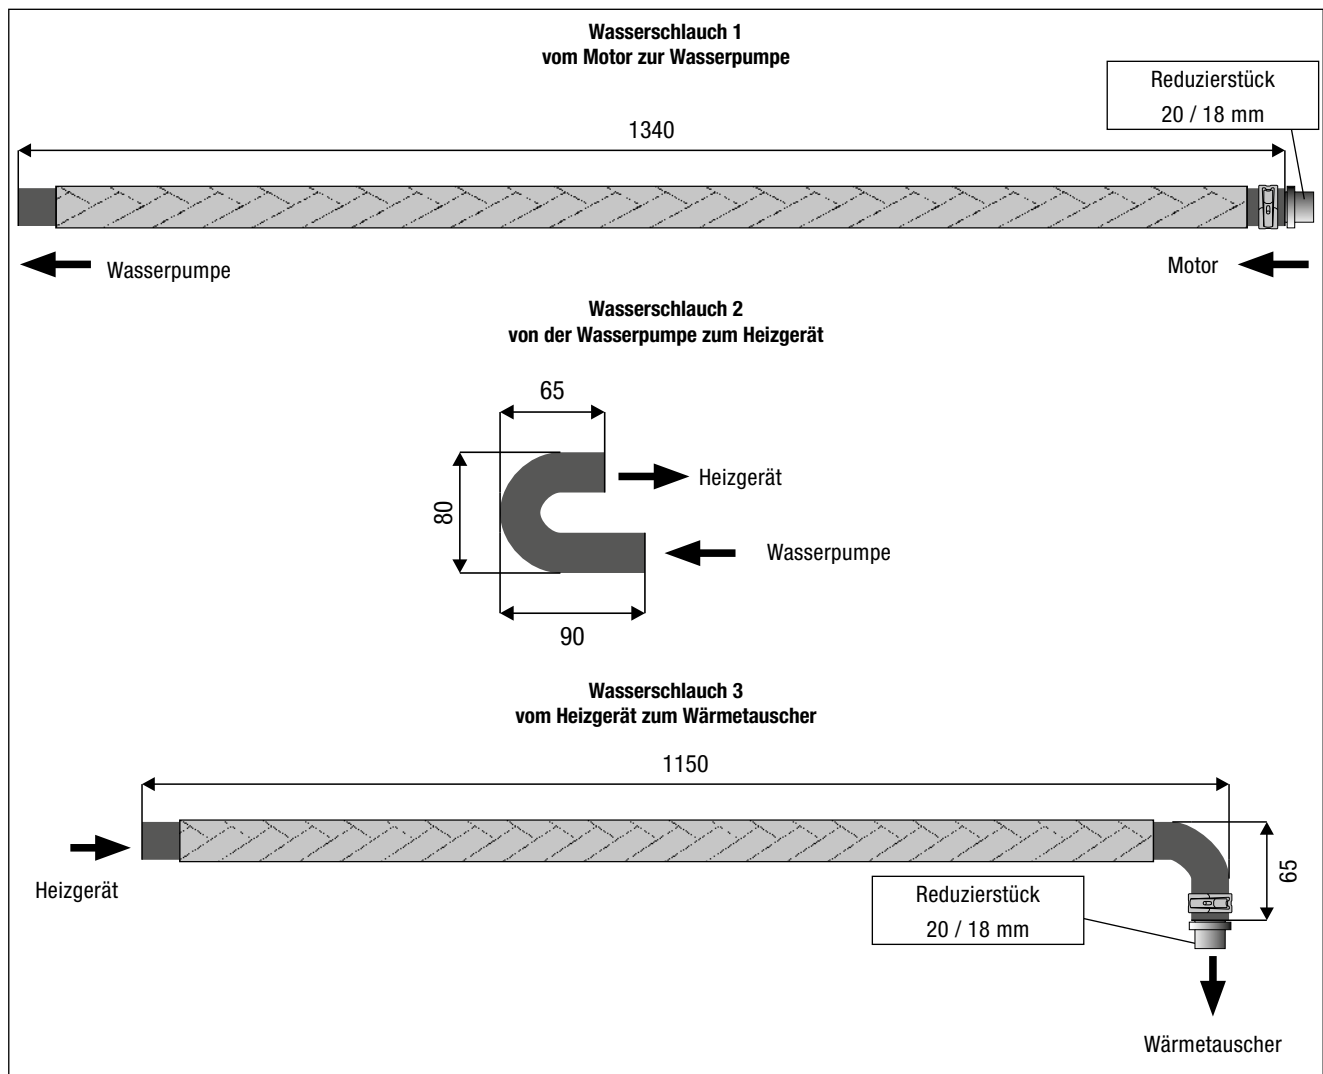 Wasserschlauch 1
vom Motor zur Wasserpumpe
Reduzierstück
20 / 18 mm
1340
Wasserpumpe
Motor
Wasserschlauch 2
von der Wasserpumpe zum Heizgerät
65
Heizgerät
80
Wasserpumpe
90
Wasserschlauch 3
vom Heizgerät zum Wärmetauscher
1150
65
Heizgerät
Reduzierstück
20 / 18 mm
Wärmetauscher